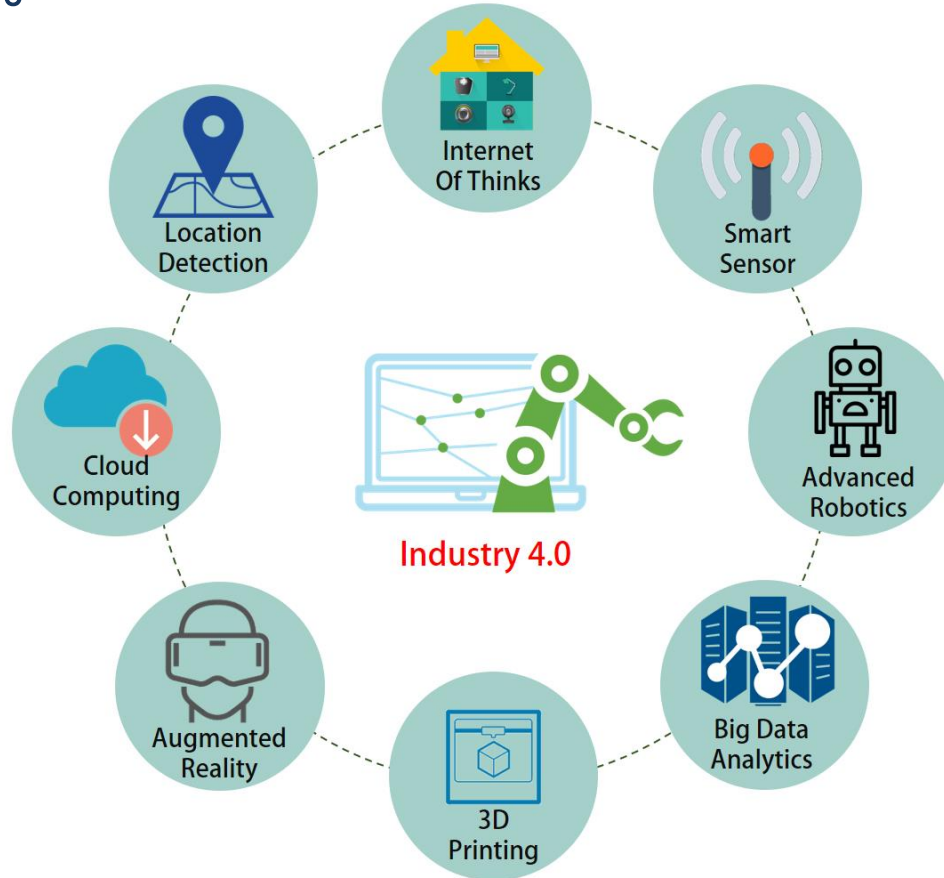 Internet
Of Thinks
Smart
Sensor
Advanced
Robotics
Big Data
Analytics
3D
Printing
Augmented
Reality
Cloud
Computing
Location
Detection
Industry 4.0